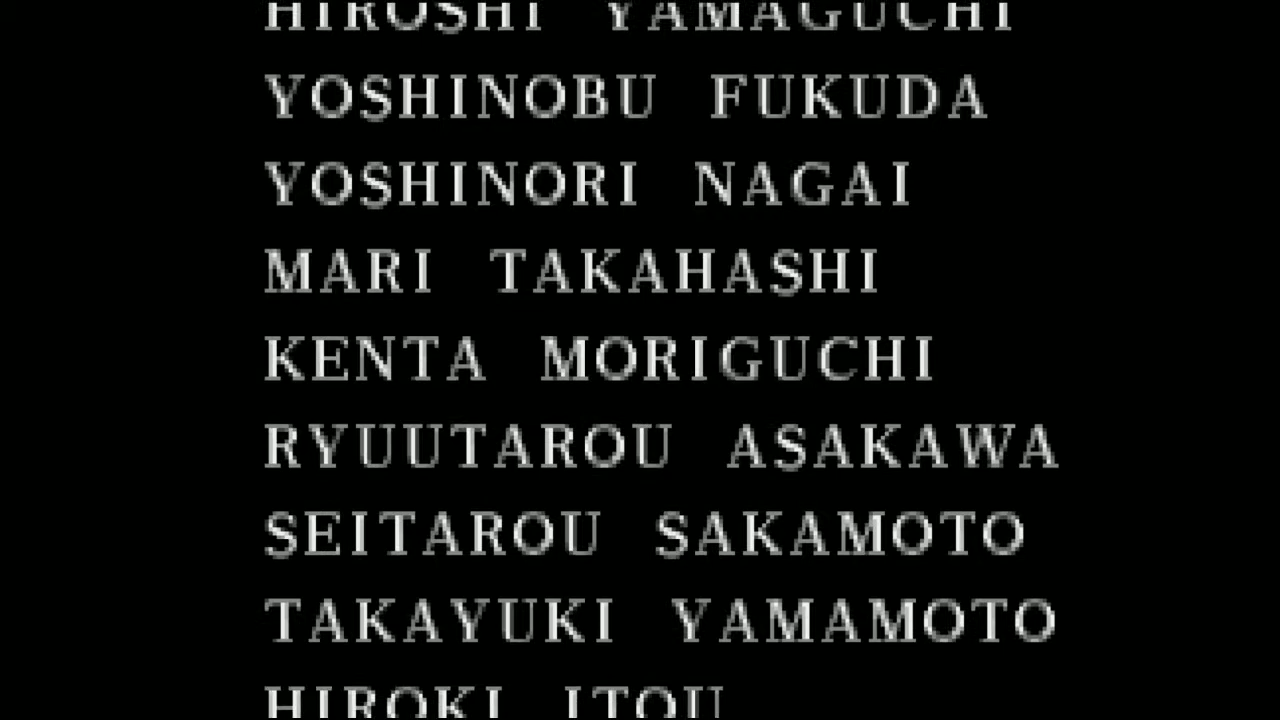 HIROSHI YAMAGUCHI
YOSHINOBU FUKUDA
YOSHINORI NAGAI
MARI TAKAHASHI
KENTA MORIGUCHI
RYUUTAROU ASAKAWA
SEITAROU SAKAMOTO
TAKAYUKI YAMAMOTO
HIROKI ITOU